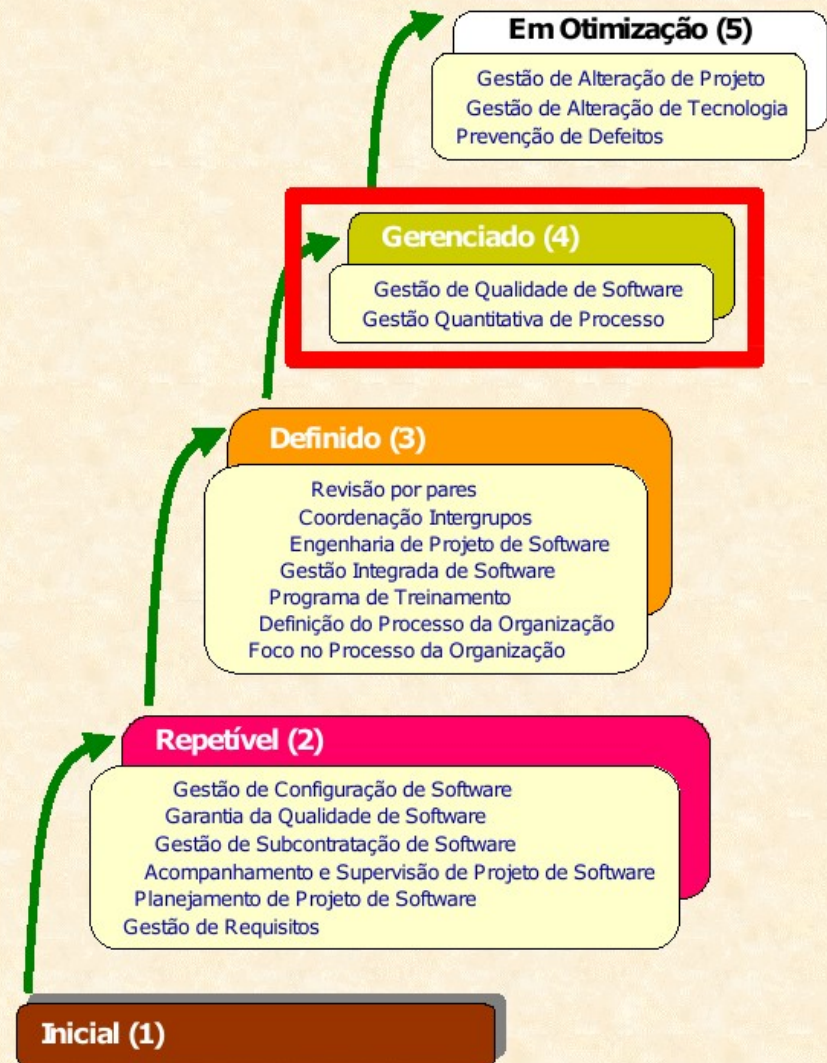 Em Otimização (5)
Gestão de Alteração de Projeto
Gestão de Alteração de Tecnologia
Prevenção de Defeitos
Gerenciado (4)
Gestão de Qualidade de Software
Gestão Quantitativa de Processo
Definido (3)
Revisão por pares
Coordenação Intergrupos
Engenharia de Projeto de Software
Gestão Integrada de Software
Programa de Treinamento
Definição do Processo da Organização
Foco no Processo da Organização
Repetível (2)
Gestão de Configuração de Software
Garantia da Qualidade de Software
Gestão de Subcontratação de Software
Acompanhamento e Supervisão de Projeto de Software
Planejamento de Projeto de Software
Gestão de Requisitos
Inicial (1)